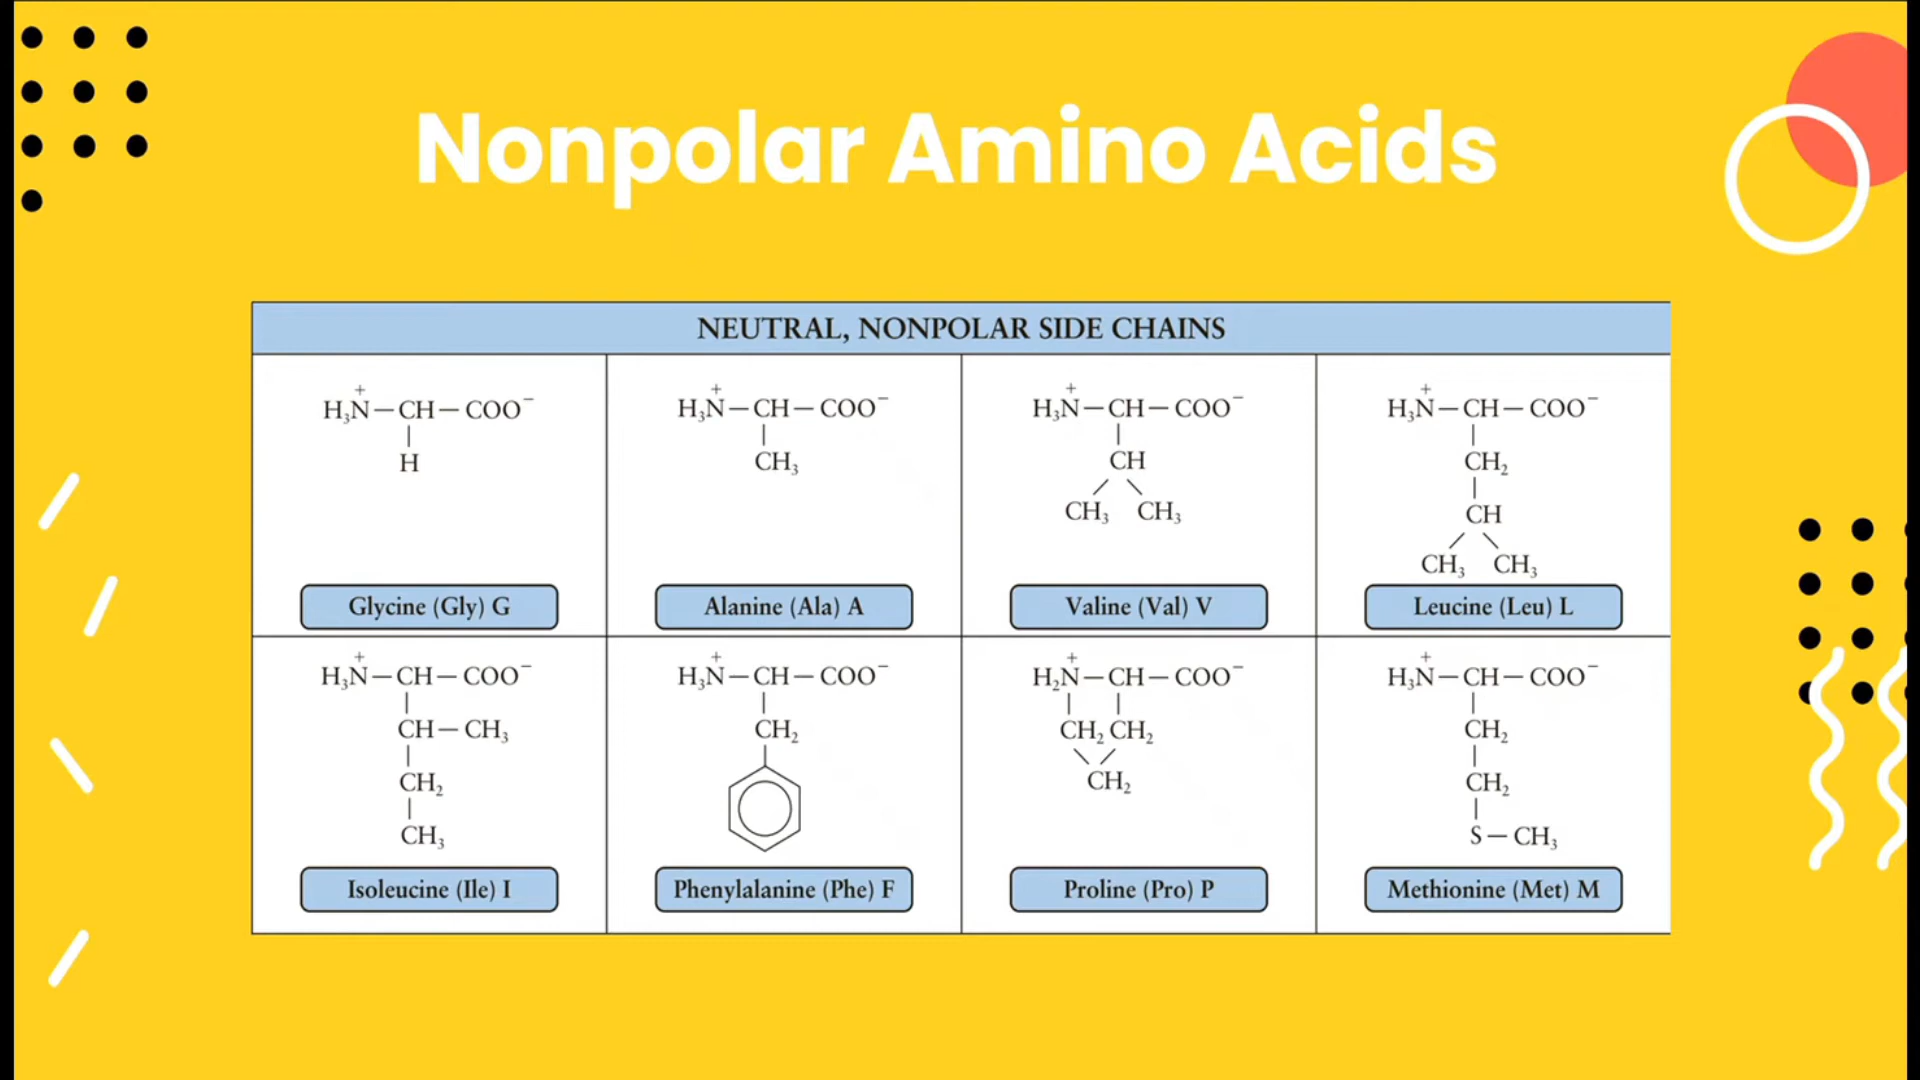 Nonpolar Amino Acids
NEUTRAL, NONPOLAR SIDE CHAINS
H₃N⁺—CH—COO⁻
H
Glycine (Gly) G
H₃N⁺—CH—COO⁻
CH₃
Alanine (Ala) A
H₃N⁺—CH—COO⁻
CH
CH₃ CH₃
Valine (Val) V
H₃N⁺—CH—COO⁻
CH₂
CH
CH₃ CH₃
Leucine (Leu) L
H₃N⁺—CH—COO⁻
CH—CH₃
CH₂
CH₃
Isoleucine (Ile) I
H₃N⁺—CH—COO⁻
CH₂
Phenylalanine (Phe) F
H₂N⁺—CH—COO⁻
CH₂ CH₂
CH₂
Proline (Pro) P
H₃N⁺—CH—COO⁻
CH₂
CH₂
S—CH₃
Methionine (Met) M